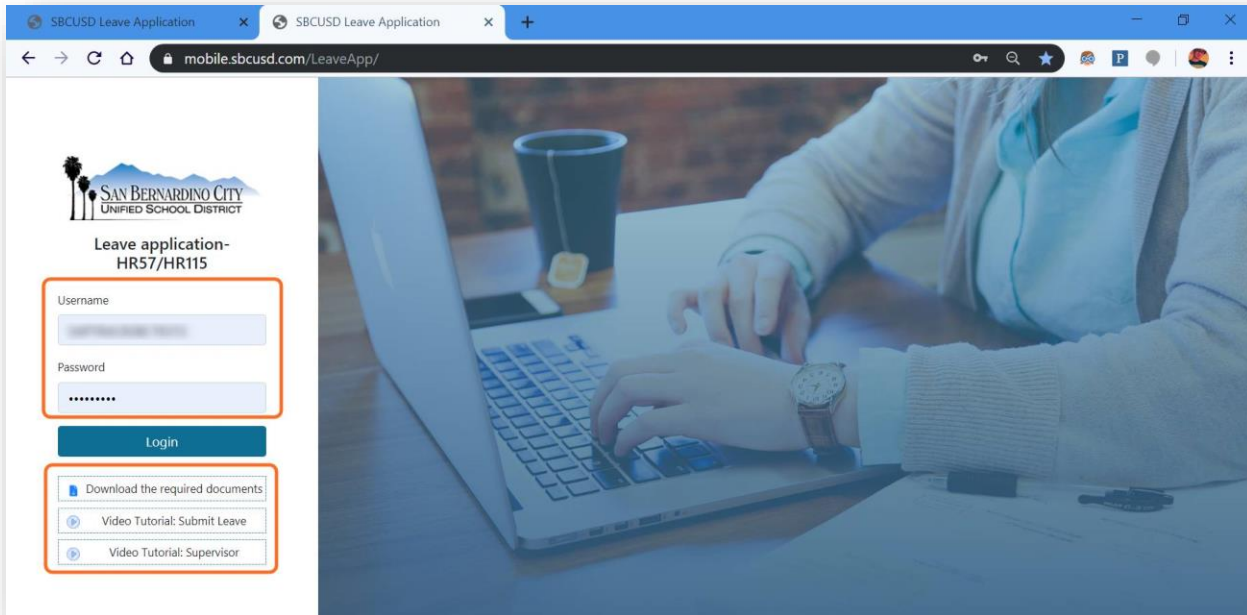 SBCUSD Leave Application
SBCUSD Leave Application
mobile.sbcusd.com/LeaveApp/
P
SAN BERNARDINO CITY
UNIFIED SCHOOL DISTRICT
Leave application-
HR57/HR115
Username
Password
•••••••••
Login
Download the required documents
Video Tutorial: Submit Leave
Video Tutorial: Supervisor